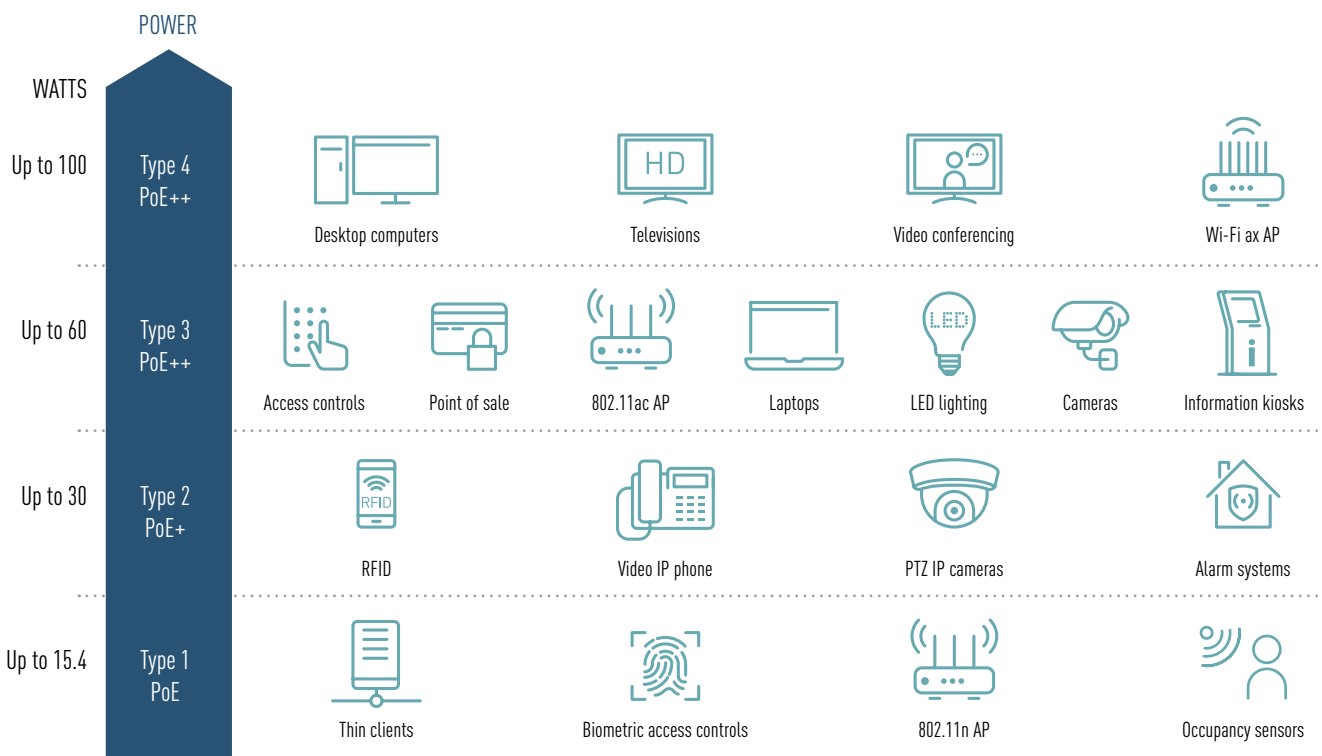 POWER
WATTS
Up to 100
Type 4
PoE++
HD
Desktop computers
Televisions
Video conferencing
Wi-Fi ax AP
Up to 60
Type 3
PoE++
LED
i
Access controls
Point of sale
802.11ac AP
Laptops
LED lighting
Cameras
Information kiosks
Up to 30
Type 2
PoE+
RFID
RFID
Video IP phone
PTZ IP cameras
Alarm systems
Up to 15.4
Type 1
PoE
Thin clients
Biometric access controls
802.11n AP
Occupancy sensors